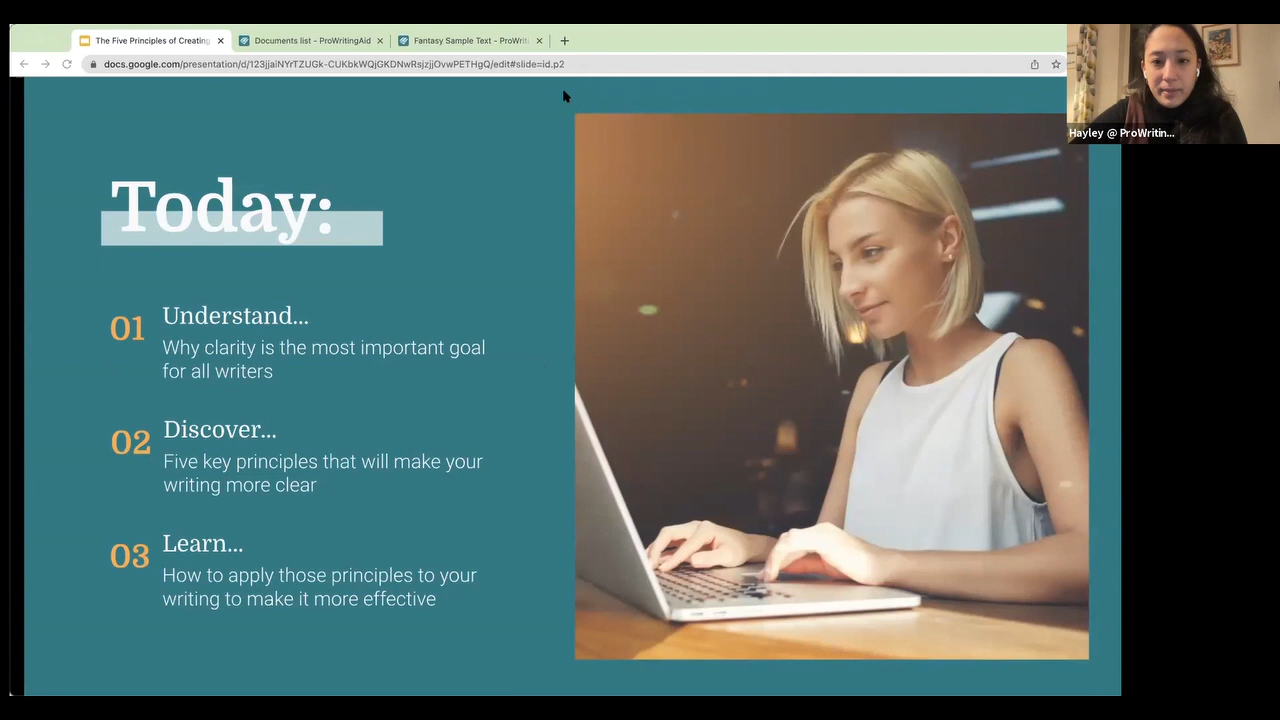 The Five Principles of Creating
Documents list - ProWritingAid
Fantasy Sample Text - ProWriti
docs.google.com/presentation/d/123jjaiNYrTZUGk-CUKbkWQjGKDNwRsjzjjOvwPETHgQ/edit#slide=id.p2
Hayley @ ProWritin...
Today:
01
Understand...
Why clarity is the most important goal
for all writers
02
Discover...
Five key principles that will make your
writing more clear
03
Learn...
How to apply those principles to your
writing to make it more effective